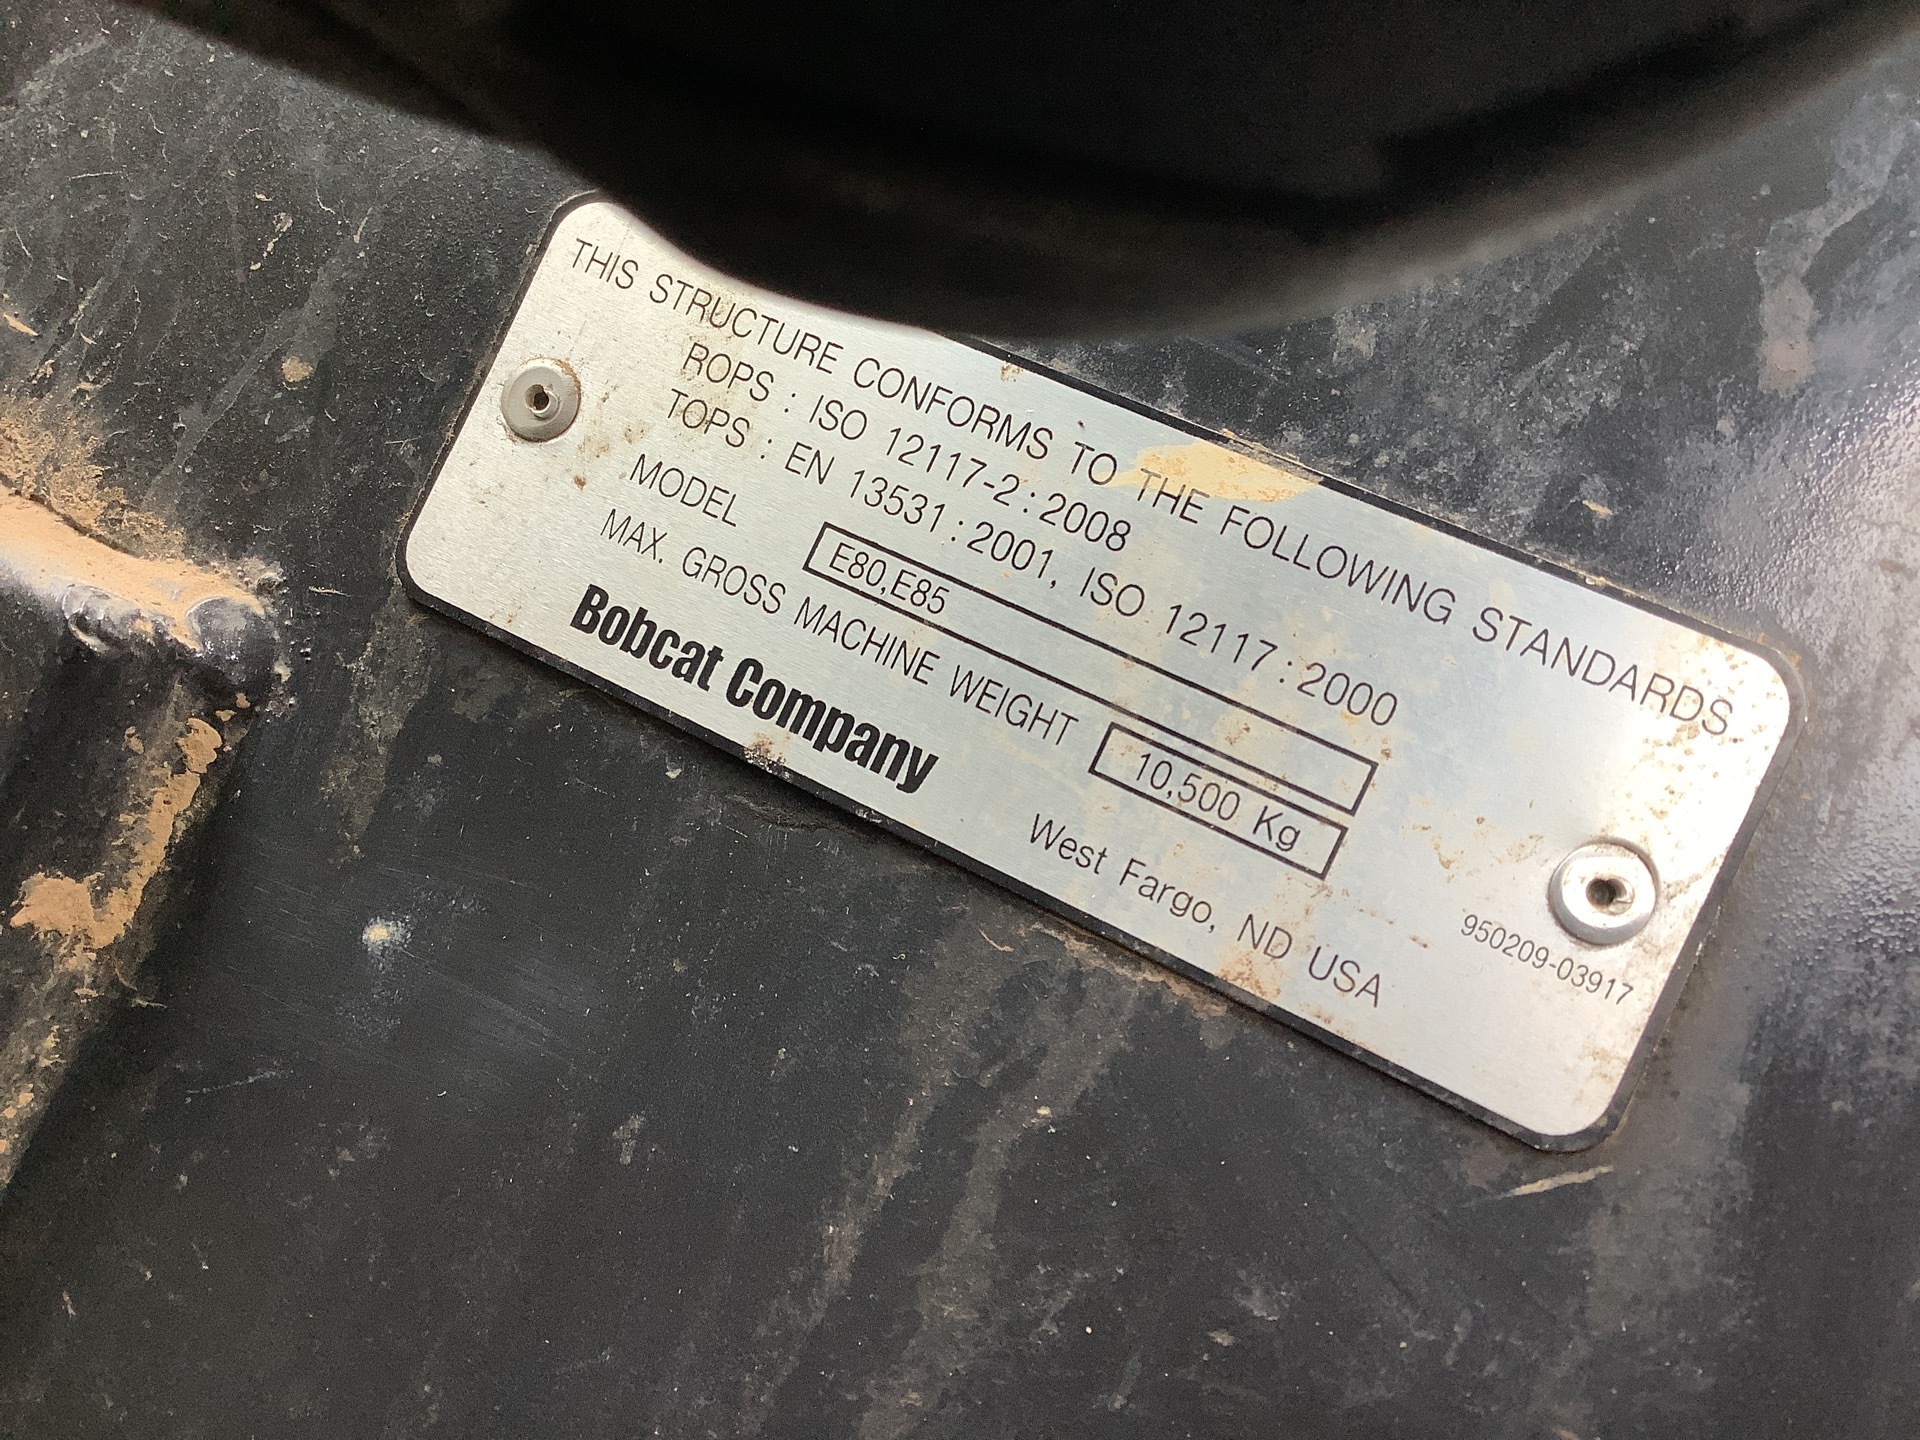 THIS STRUCTURE CONFORMS TO THE FOLLOWING STANDARDS.
ROPS : ISO 12117-2 : 2008
TOPS : EN 13531 : 2001, ISO 12117 : 2000
MODEL E80,E85
MAX. GROSS MACHINE WEIGHT 10,500 Kg
Bobcat Company West Fargo, ND USA
950209-03917